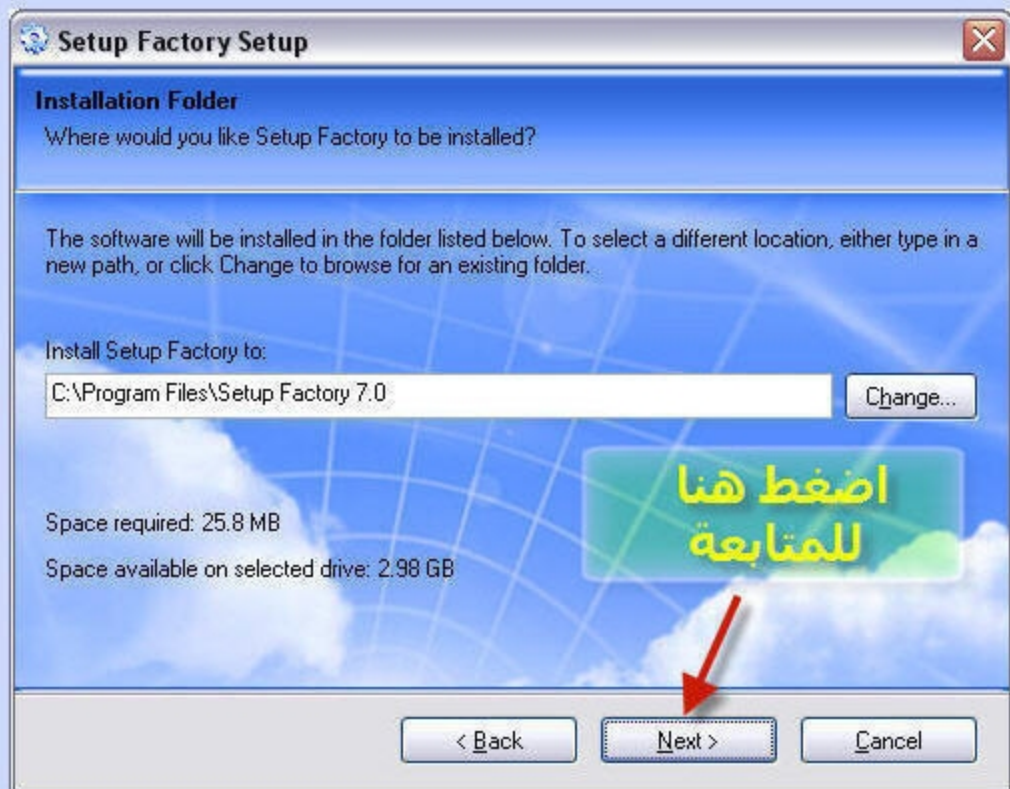 Setup Factory Setup
Installation Folder
Where would you like Setup Factory to be installed?
The software will be installed in the folder listed below. To select a different location, either type in a
new path, or click Change to browse for an existing folder.
Install Setup Factory to:
C:\Program Files\Setup Factory 7.0
Change...
اضغط هنا
للمتابعة
Space required: 25.8 MB
Space available on selected drive: 2.98 GB
< Back
Next >
Cancel